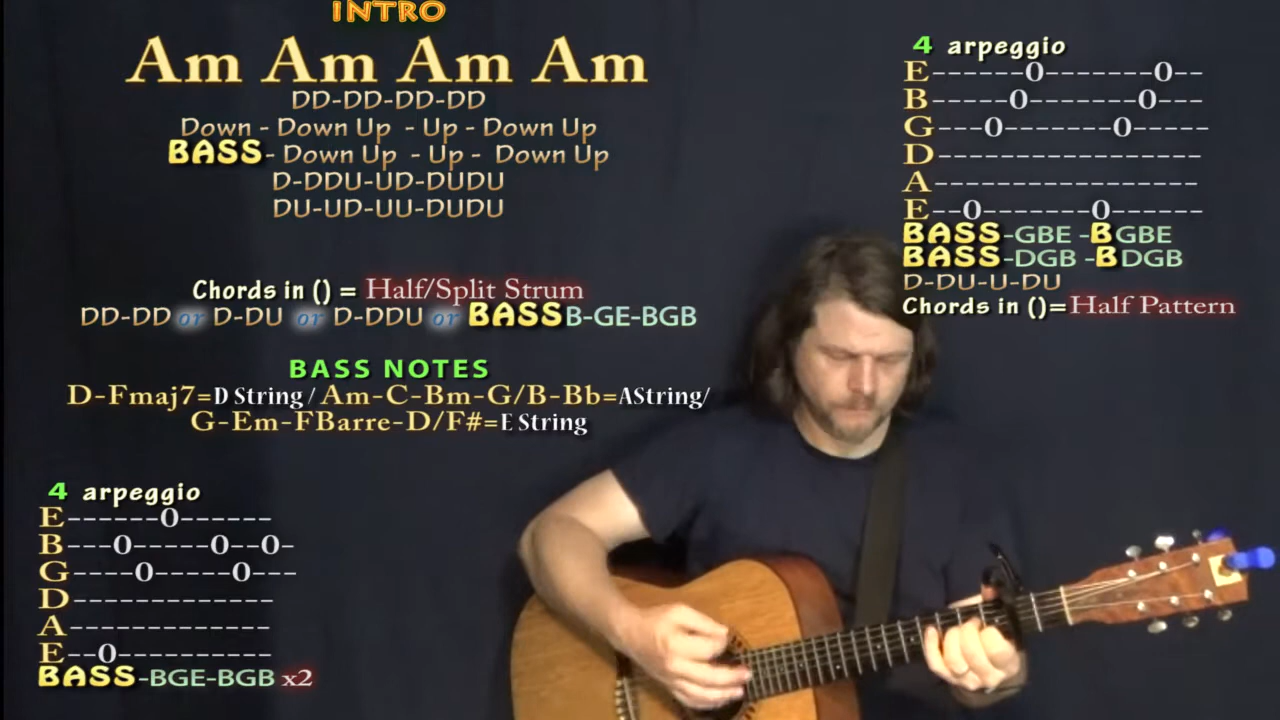 INTRO
Am Am Am Am
DD-DD-DD-DD
Down - Down Up - Up - Down Up
BASS- Down Up - Up - Down Up
D-DDU-UD-DUDU
DU-UD-UU-DUDU
Chords in () = Half/Split Strum
DD-DD or D-DU or D-DDU or BASSB-GE-BGB
BASS NOTES
D-Fmaj7=D String / Am-C-Bm-G/B-Bb=AString/
G-Em-FBarre-D/F#=E String
4 arpeggio
E------0------
B---0-----0--0-
G----0-----0---
D------------
A------------
E--0----------
BASS-BGE-BGB x2
4 arpeggio
E------0-------0--
B-----0-------0---
G---0-------0-----
D-----------------
A-----------------
E--0-------0------
BASS-GBE -BGBE
BASS-DGB -BDGB
D-DU-U-DU
Chords in ()=Half Pattern